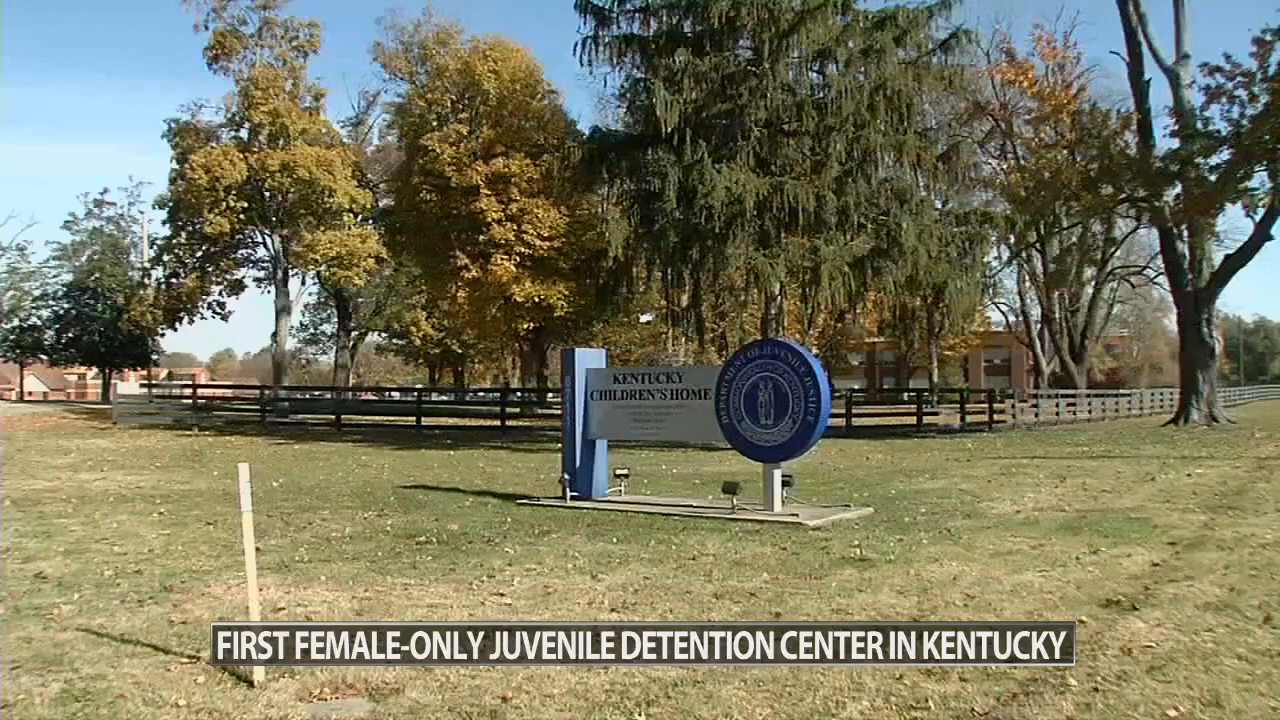 KENTUCKY
CHILDREN'S HOME
DEPARTMENT OF JUVENILE JUSTICE
FIRST FEMALE-ONLY JUVENILE DETENTION CENTER IN KENTUCKY